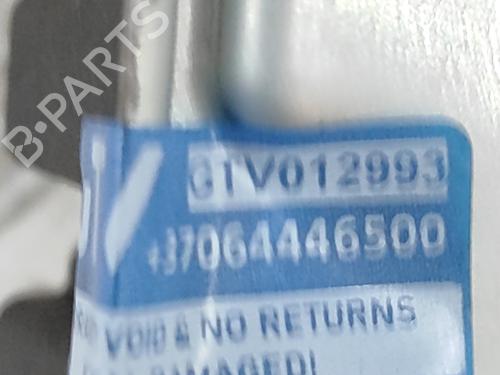 B-PARTS
GTV012993
+37064446500
VOID & NO RETURNS
DAMAGED!